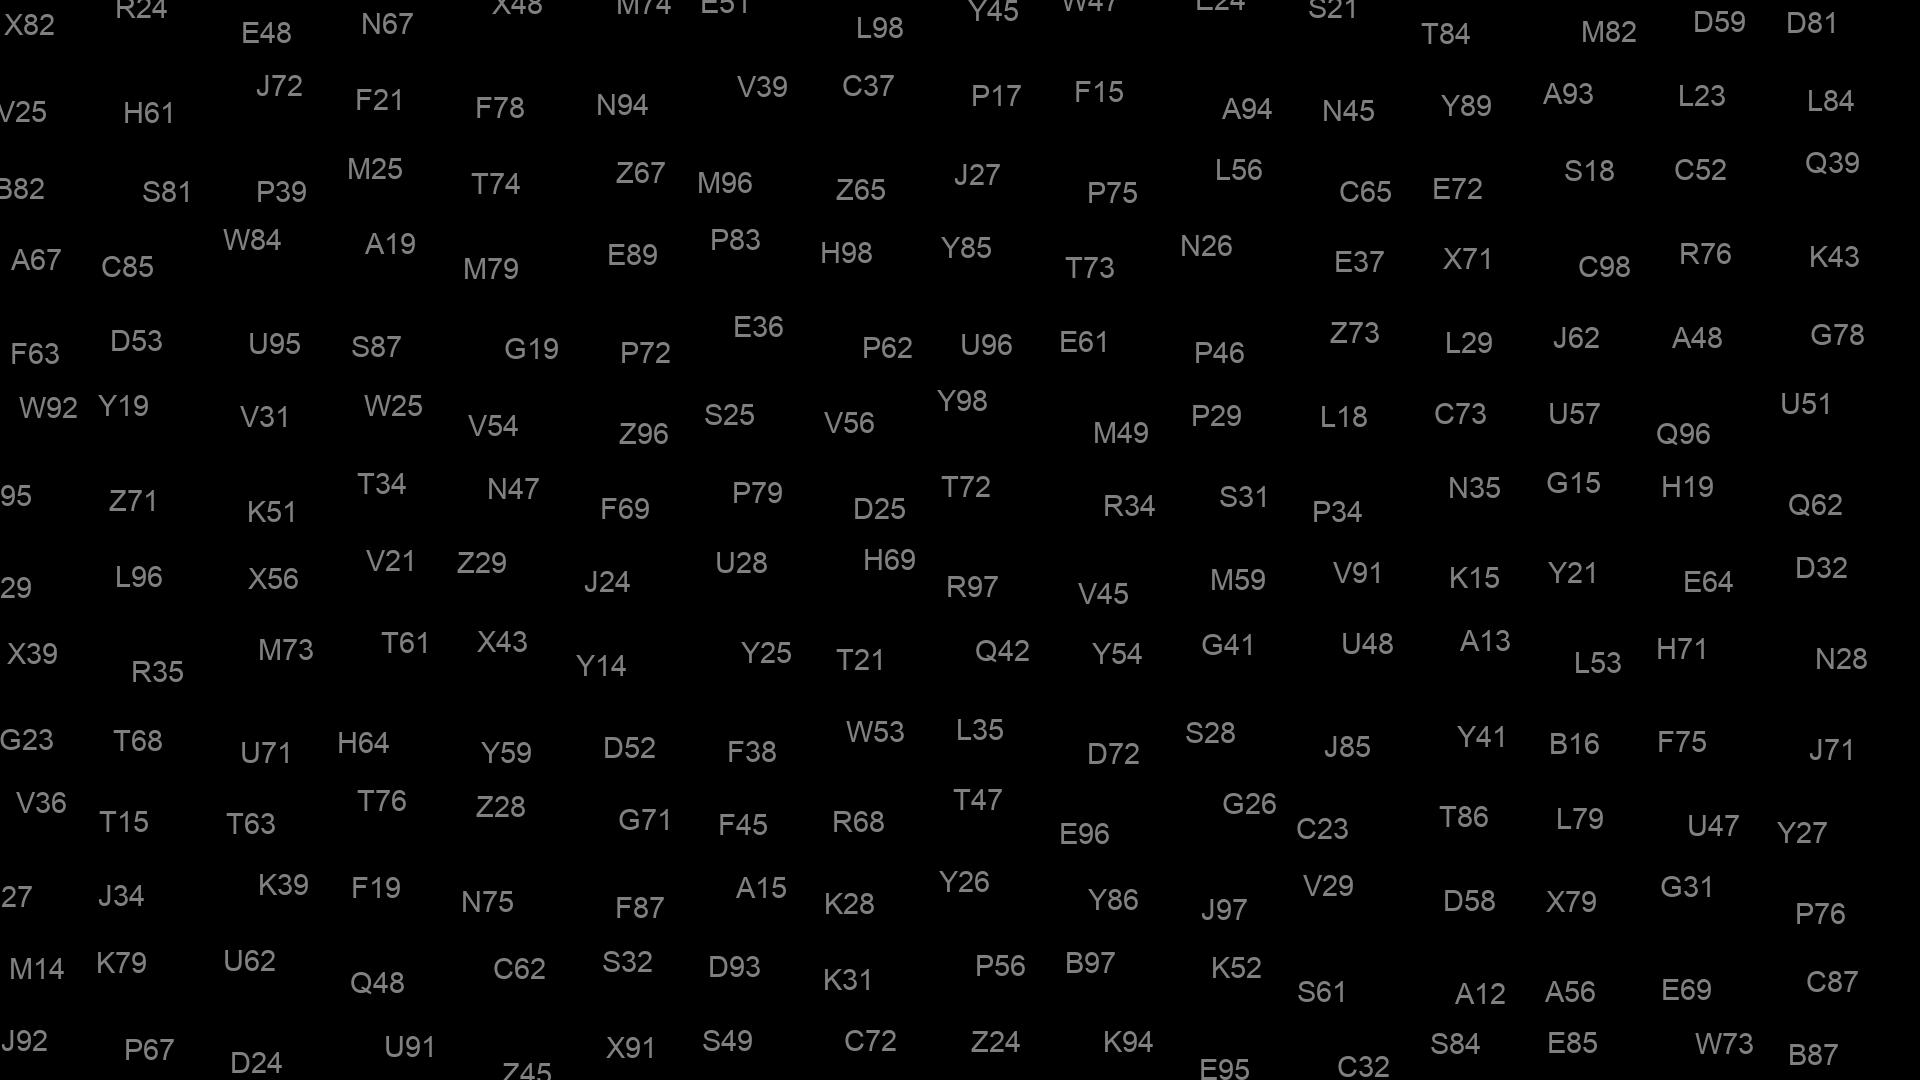 X82 R24 E48 N67 X48 M74 E51 L98 Y45 W47 S21 T84 M82 D59 D81
V25 H61 J72 F21 F78 N94 V39 C37 P17 F15 A94 N45 Y89 A93 L23 L84
B82 S81 P39 M25 T74 Z67 M96 Z65 J27 P75 L56 C65 E72 S18 C52 Q39
A67 C85 W84 A19 M79 E89 P83 H98 Y85 T73 N26 E37 X71 C98 R76 K43
F63 D53 U95 S87 G19 P72 E36 P62 U96 E61 P46 Z73 L29 J62 A48 G78
W92 Y19 V31 W25 V54 Z96 S25 V56 Y98 M49 P29 L18 C73 U57 Q96 U51
95 Z71 K51 T34 N47 F69 P79 D25 T72 R34 S31 P34 N35 G15 H19 Q62
29 L96 X56 V21 Z29 J24 U28 H69 R97 V45 M59 V91 K15 Y21 E64 D32
X39 R35 M73 T61 X43 Y14 Y25 T21 Q42 Y54 G41 U48 A13 L53 H71 N28
G23 T68 U71 H64 Y59 D52 F38 W53 L35 D72 S28 J85 Y41 B16 F75 J71
V36 T15 T63 T76 Z28 G71 F45 R68 T47 E96 G26 C23 T86 L79 U47 Y27
27 J34 K39 F19 N75 F87 A15 K28 Y26 Y86 J97 V29 D58 X79 G31 P76
M14 K79 U62 Q48 C62 S32 D93 K31 P56 B97 K52 S61 A12 A56 E69 C87
J92 P67 D24 U91 Z45 X91 S49 C72 Z24 K94 E95 C32 S84 E85 W73 B87